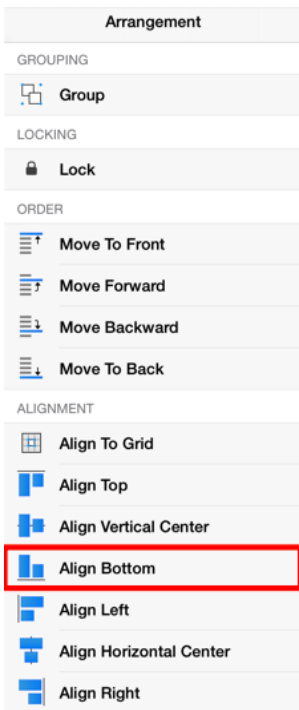 Arrangement
GROUPING
Group
LOCKING
Lock
ORDER
Move To Front
Move Forward
Move Backward
Move To Back
ALIGNMENT
Align To Grid
Align Top
Align Vertical Center
Align Bottom
Align Left
Align Horizontal Center
Align Right